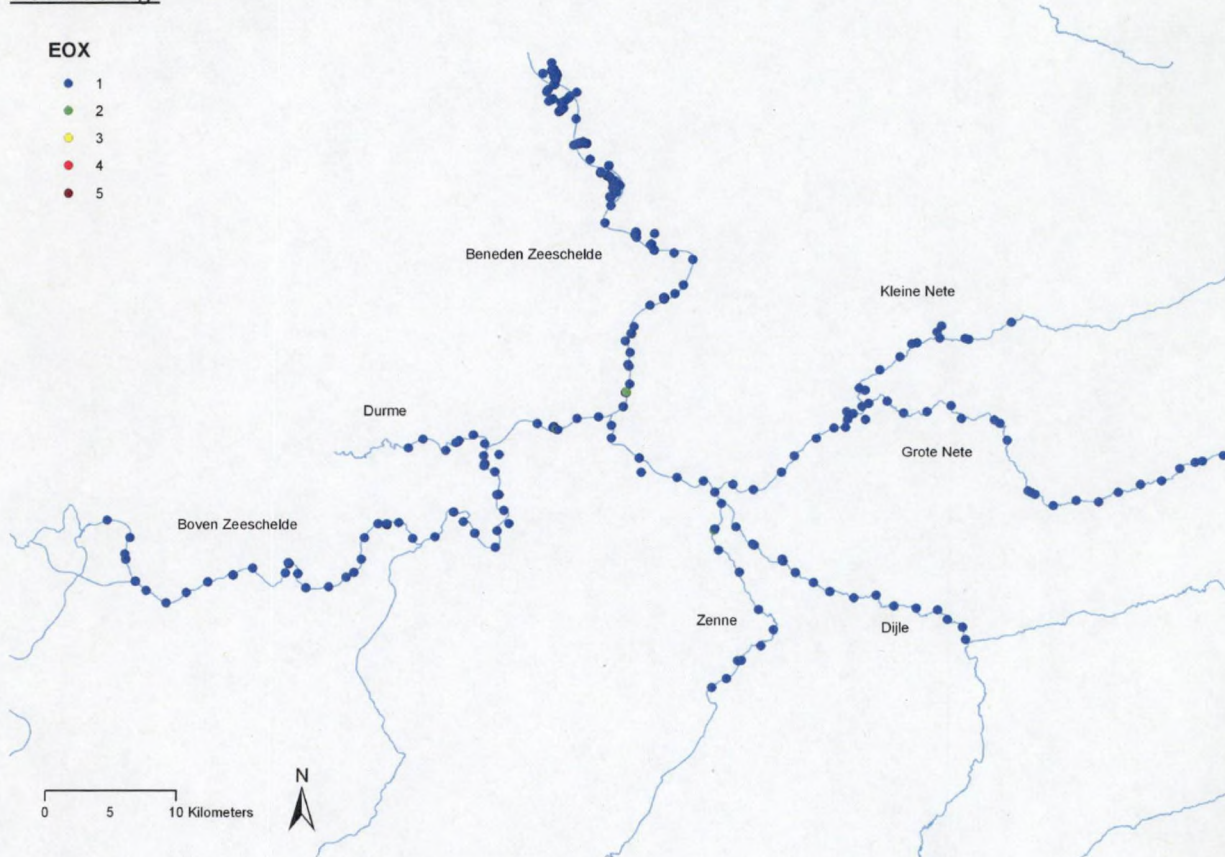 EOX
1
2
3
4
5
Beneden Zeeschelde
Kleine Nete
Durme
Grote Nete
Boven Zeeschelde
Zenne
Dijle
N
0 5 10 Kilometers